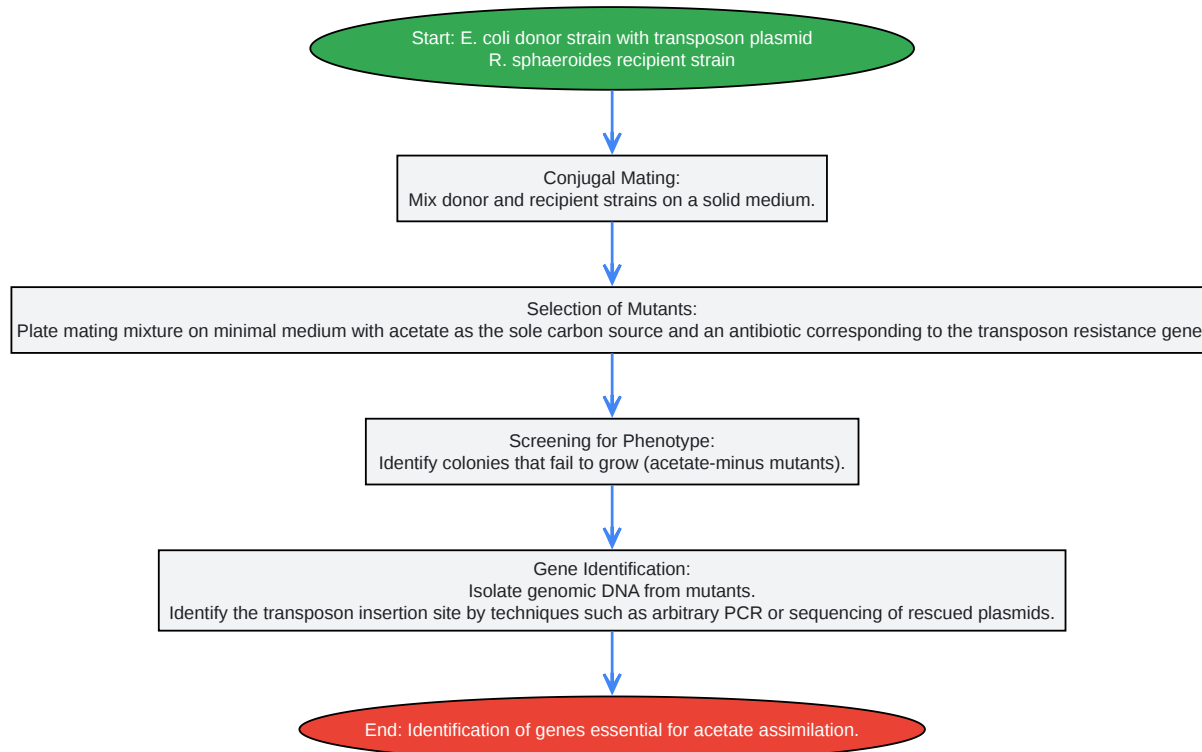 Start: E. coli donor strain with transposon plasmid
R. sphaeroides recipient strain
Conjugal Mating:
Mix donor and recipient strains on a solid medium.
Selection of Mutants:
Plate mating mixture on minimal medium with acetate as the sole carbon source and an antibiotic corresponding to the transposon resistance gene.
Screening for Phenotype:
Identify colonies that fail to grow (acetate-minus mutants).
Gene Identification:
Isolate genomic DNA from mutants.
Identify the transposon insertion site by techniques such as arbitrary PCR or sequencing of rescued plasmids.
End: Identification of genes essential for acetate assimilation.